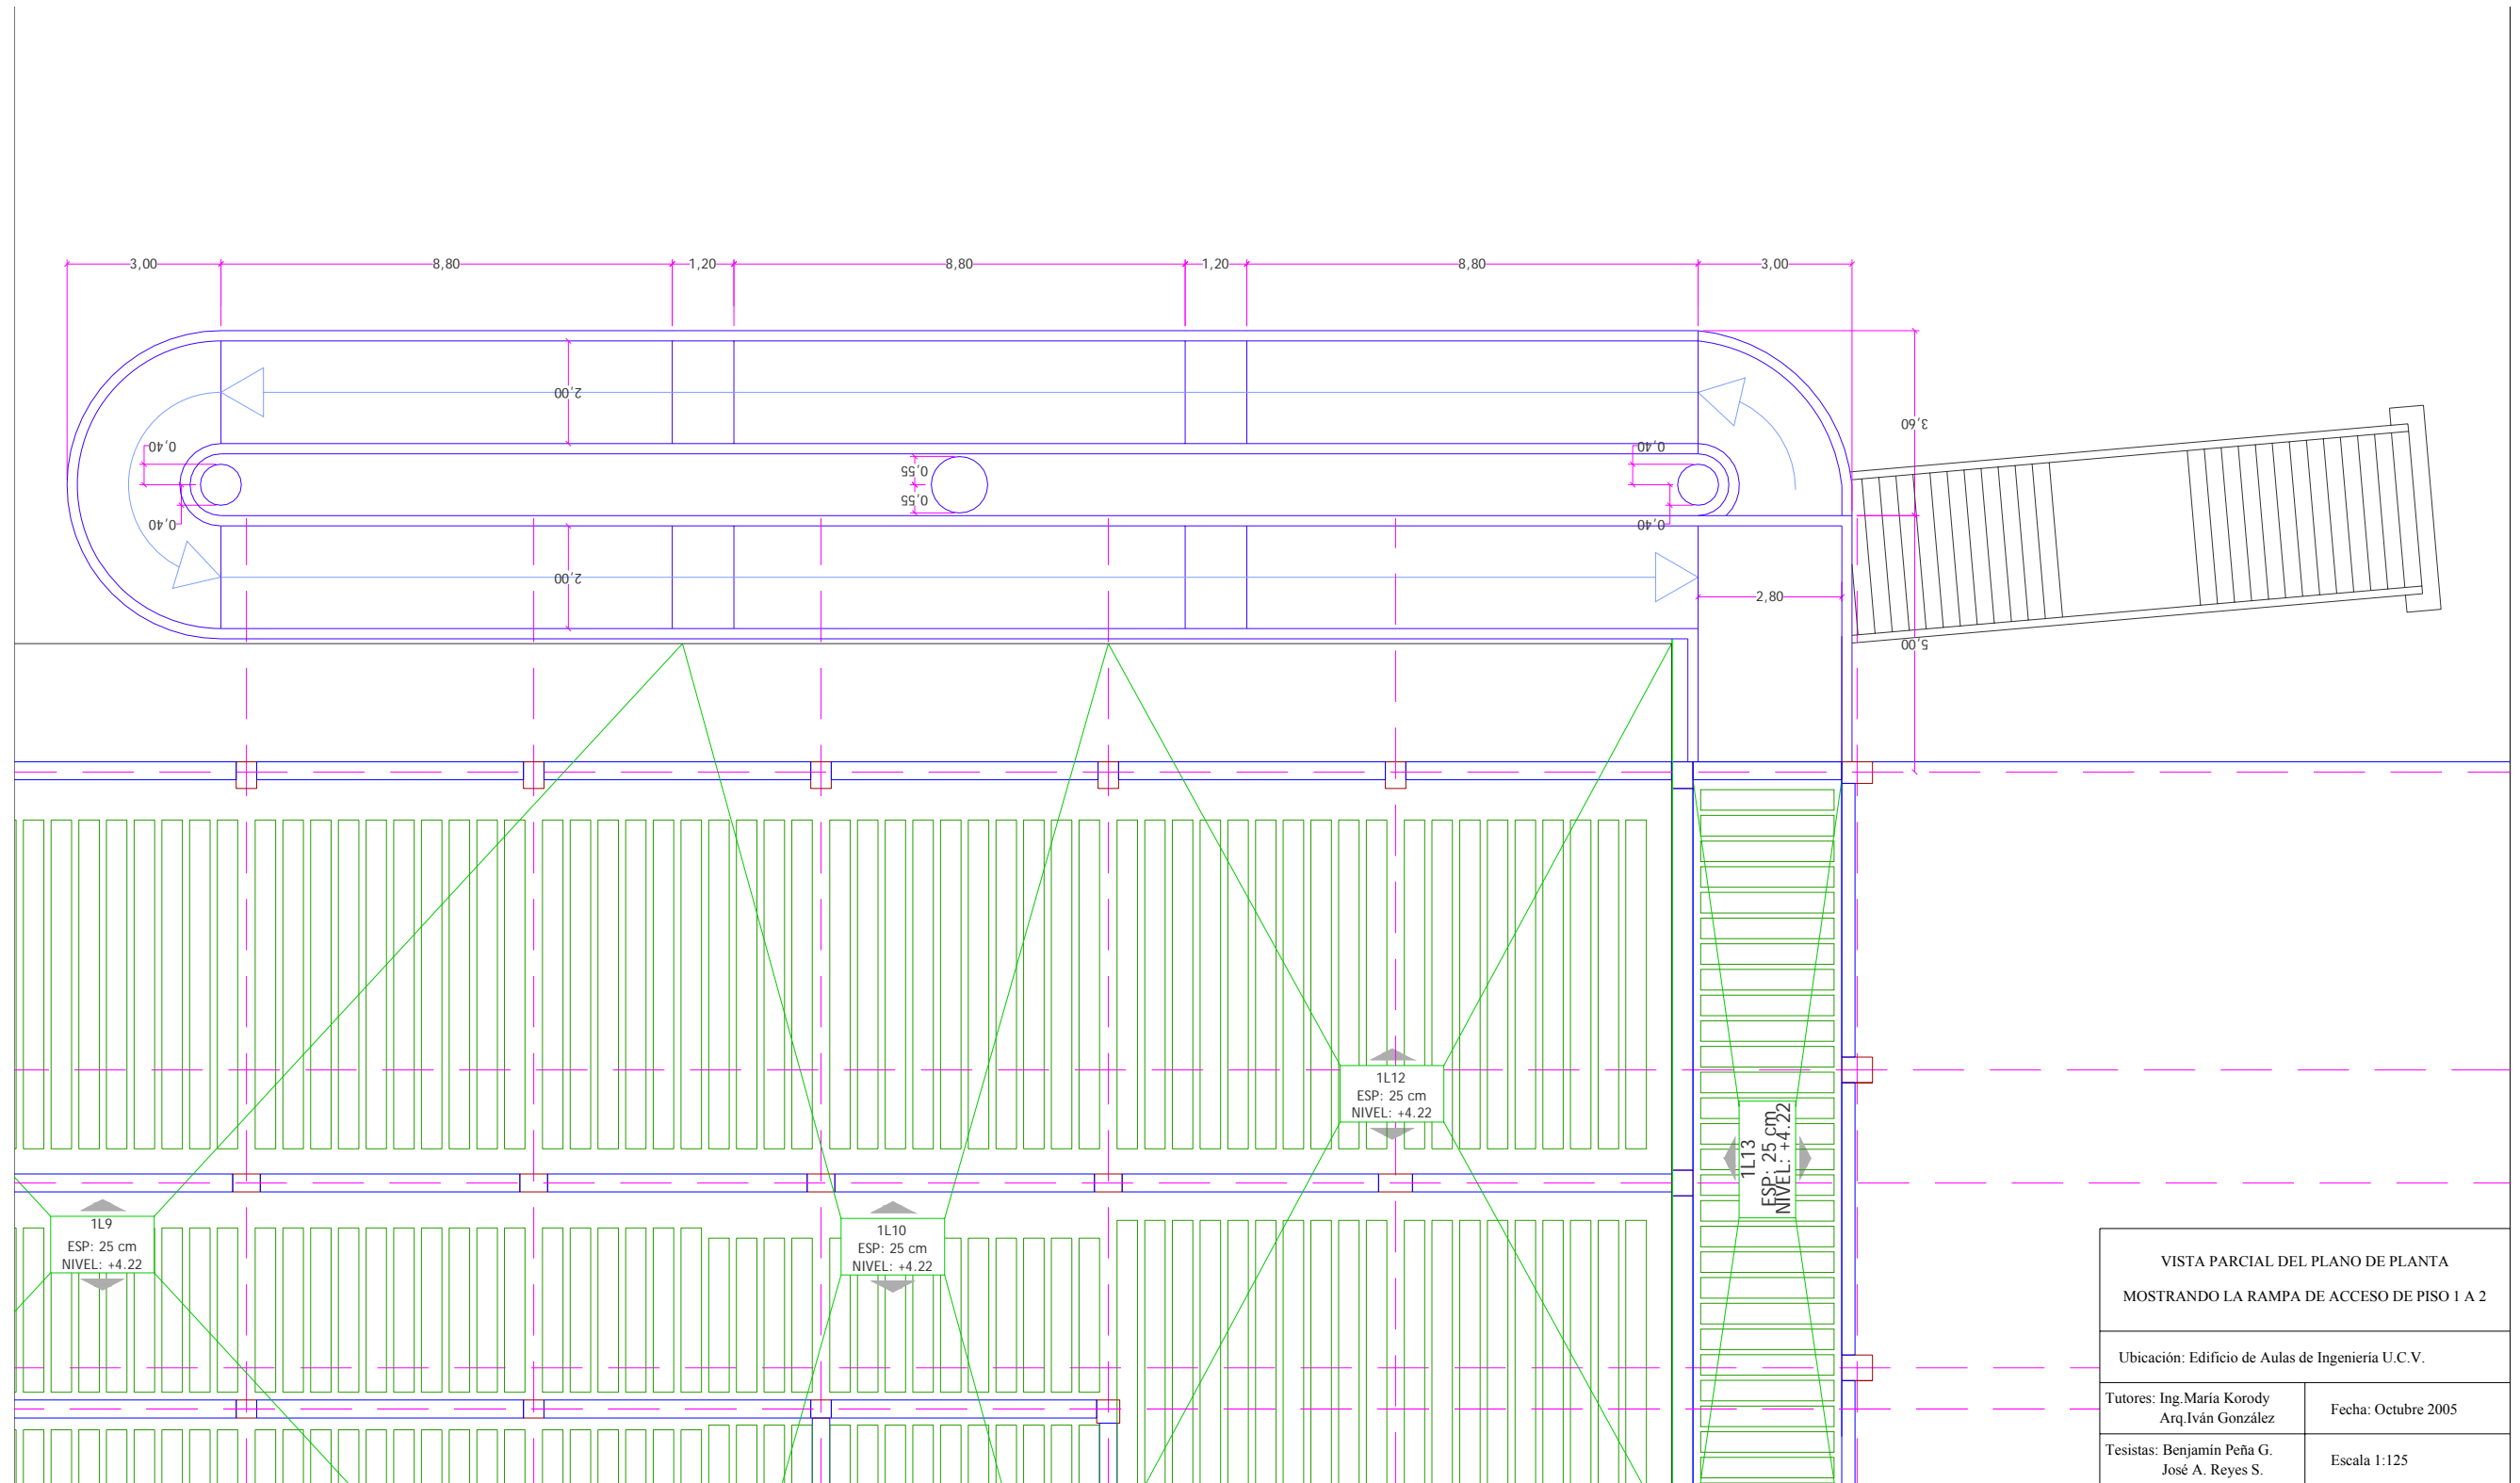 3,00
8,80
1,20
8,80
1,20
8,80
3,00
2,00
0,40
0,40
0,55
0,55
0,40
0,40
3,60
2,00
2,80
5,00
1L12
ESP: 25 cm
NIVEL: +4.22
1L13
ESP: 25 cm
NIVEL: +4.22
1L9
ESP: 25 cm
NIVEL: +4.22
1L10
ESP: 25 cm
NIVEL: +4.22
VISTA PARCIAL DEL PLANO DE PLANTA
MOSTRANDO LA RAMPA DE ACCESO DE PISO 1 A 2
Ubicación: Edificio de Aulas de Ingeniería U.C.V.
Tutores: Ing.María Korody
Arq.Iván González
Fecha: Octubre 2005
Tesistas: Benjamín Peña G.
José A. Reyes S.
Escala 1:125